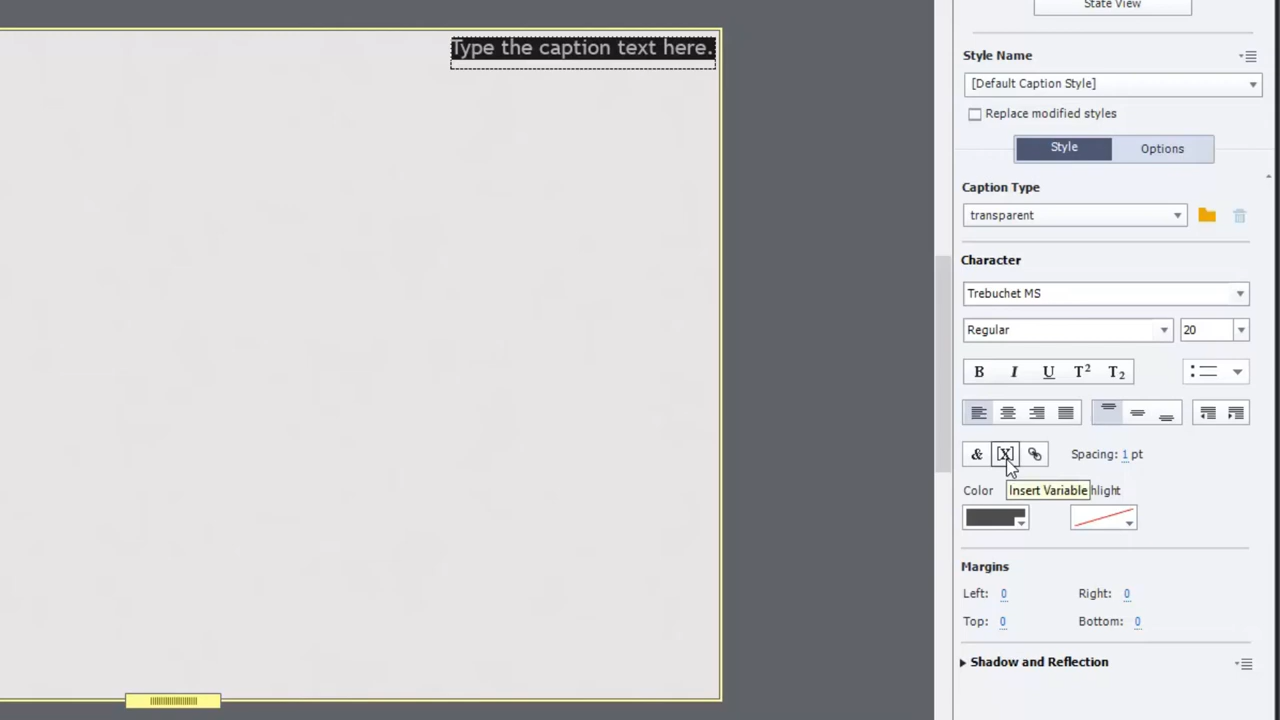 State View
Type the caption text here.
Style Name
[Default Caption Style]
Replace modified styles
Style Options
Caption Type
transparent
Character
Trebuchet MS
Regular 20
B I U T² T₂
& [X] Spacing: 1 pt
Color Insert Variable hlight
Margins
Left: 0 Right: 0
Top: 0 Bottom: 0
Shadow and Reflection